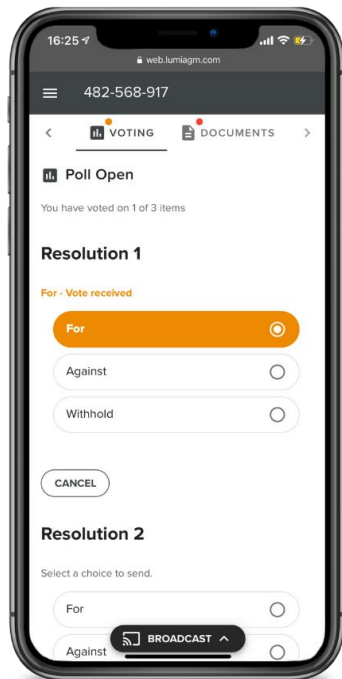 16:25
web.lumiagm.com
482-568-917
VOTING
DOCUMENTS
Poll Open
You have voted on 1 of 3 items
Resolution 1
For - Vote received
For
Against
Withhold
CANCEL
Resolution 2
Select a choice to send.
For
BROADCAST
Against